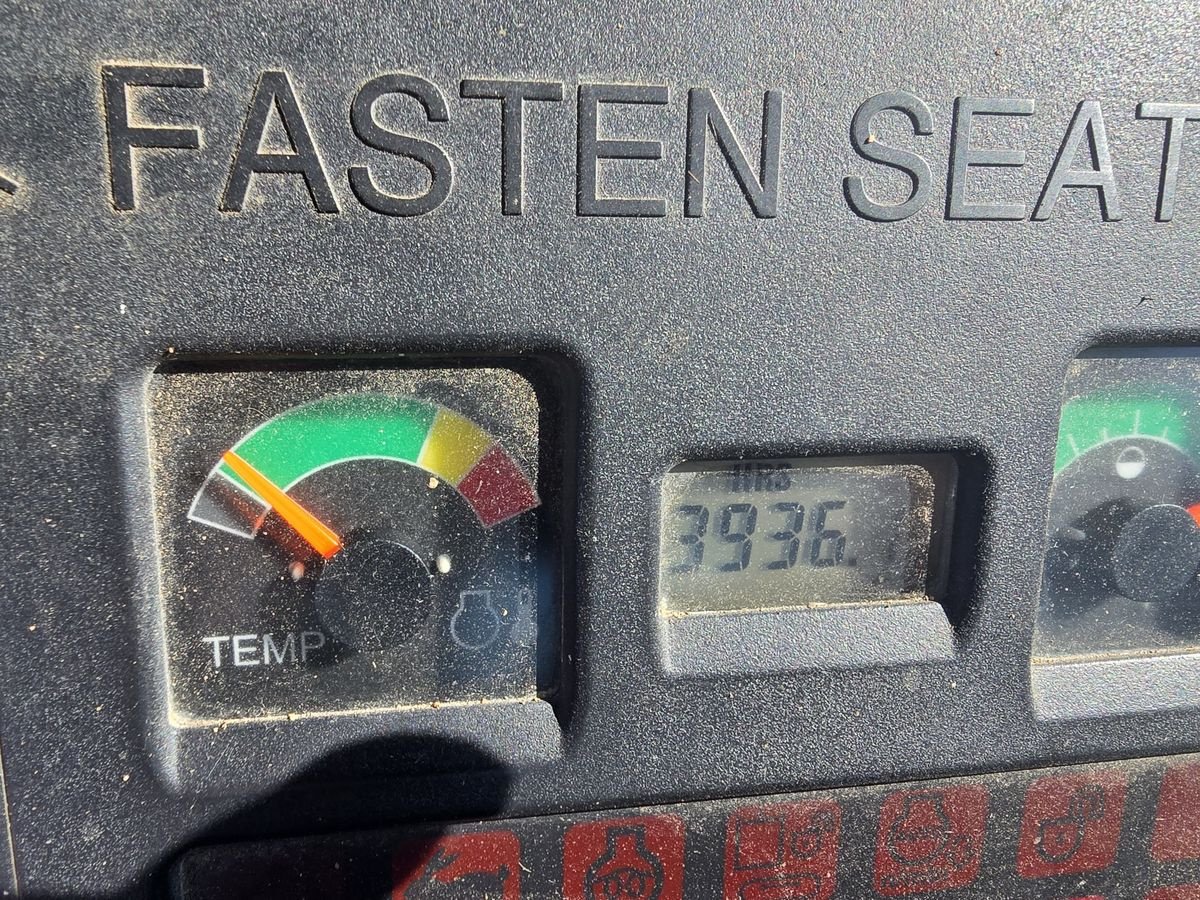 FASTEN SEAT
HRS
3936.
TEMP